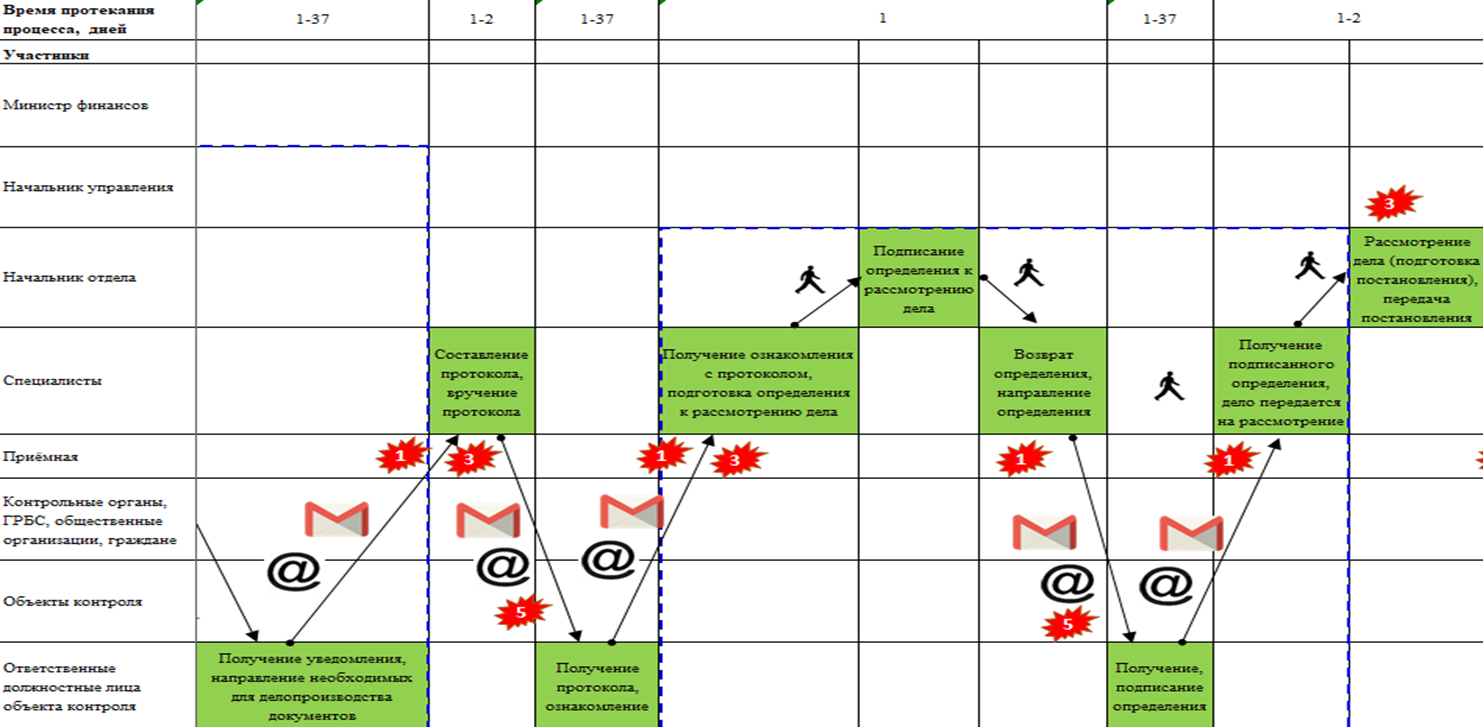 Время протекания
процесса, дней
1-37
1-2
1-37
1
1-37
1-2
Участники
Министр финансов
Начальник управления
3
Начальник отдела
Подписание
определения к
рассмотрению
дела
Рассмотрение
дела (подготовка
постановления),
передача
постановления
Специалисты
Составление
протокола,
вручение
протокола
Получение ознакомления
с протоколом,
подготовка определения
к рассмотрению дела
Возврат
определения,
направление
определения
Получение
подписанного
определения,
дело передается
на рассмотрение
Приёмная
1
3
1
3
1
1
Контрольные органы,
ГРБС, общественные
организации, граждане
@
@
@
@
@
Объекты контроля
5
5
Ответственные
должностные лица
объекта контроля
Получение уведомления,
направление необходимых
для делопроизводства
документов
Получение
протокола,
ознакомление
Получение,
подписание
определения